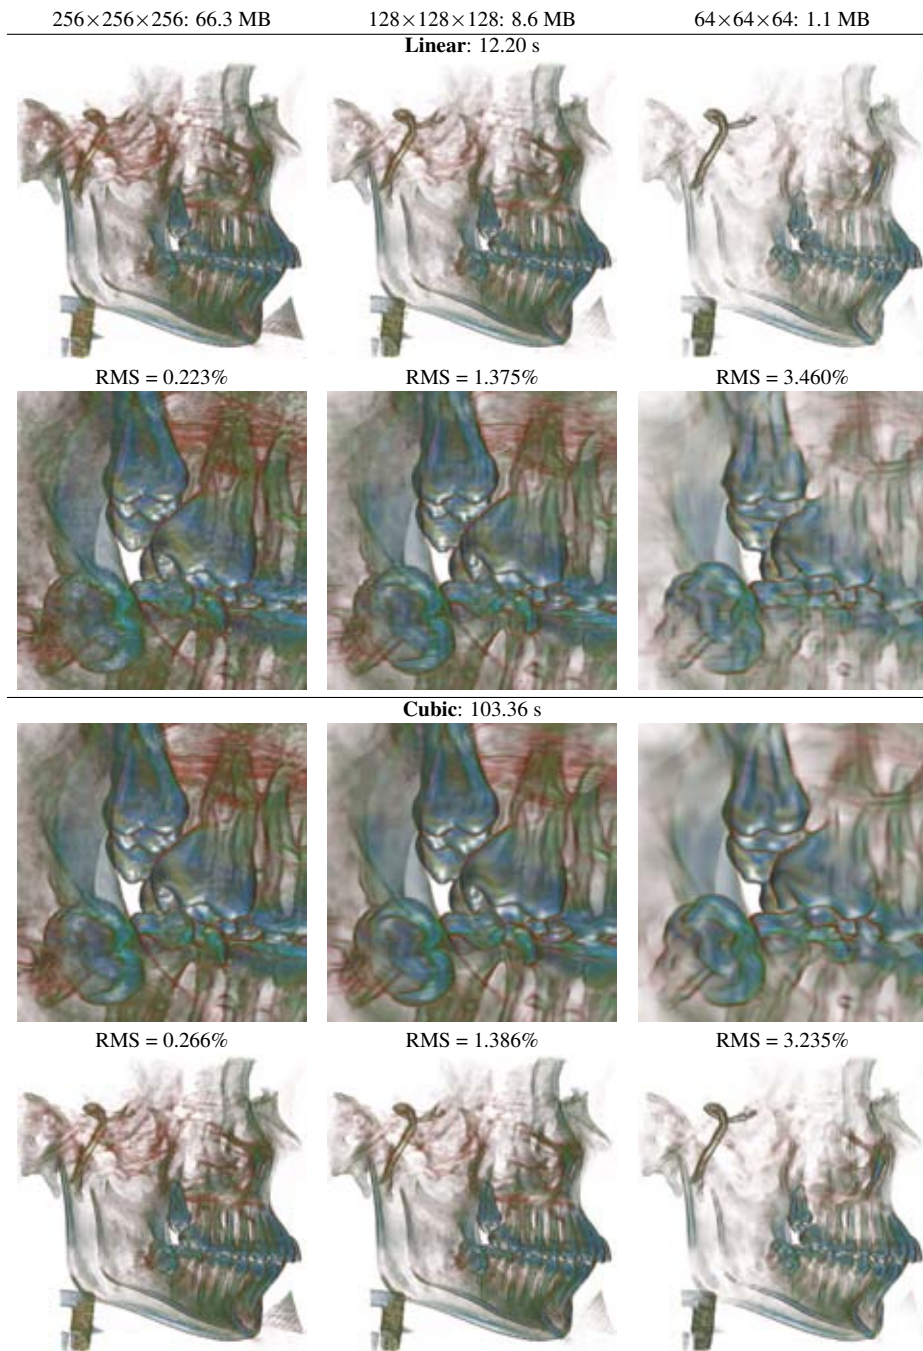 256×256×256: 66.3 MB 128×128×128: 8.6 MB 64×64×64: 1.1 MB
Linear: 12.20 s
RMS = 0.223% RMS = 1.375% RMS = 3.460%
Cubic: 103.36 s
RMS = 0.266% RMS = 1.386% RMS = 3.235%